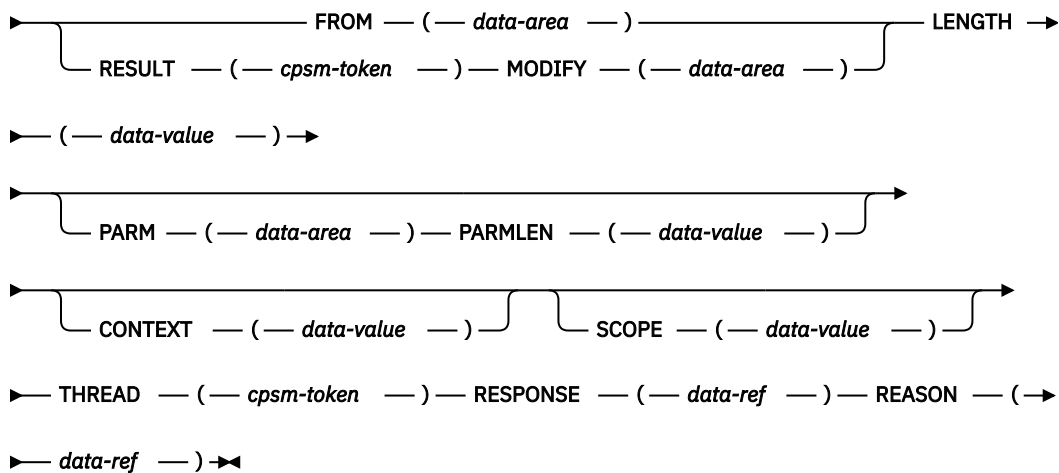 FROM ( data-area )
LENGTH
RESULT ( cpsm-token ) MODIFY ( data-area )
( data-value )
PARM ( data-area ) PARMLEN ( data-value )
CONTEXT ( data-value ) SCOPE ( data-value )
THREAD ( cpsm-token ) RESPONSE ( data-ref ) REASON (
data-ref )